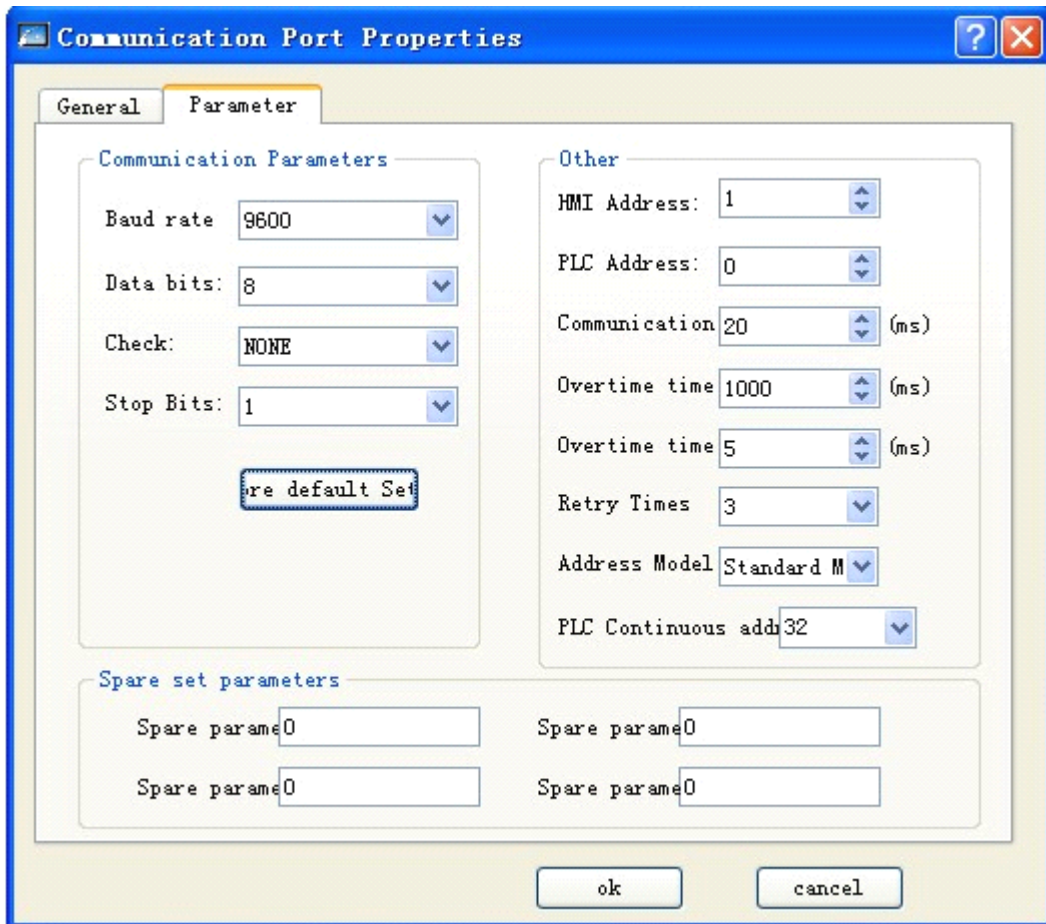 Communication Port Properties
General
Parameter
Communication Parameters
Baud rate
9600
Data bits:
8
Check:
NONE
Stop Bits:
1
re default Set
Other
HMI Address:
1
PLC Address:
0
Communication
20
(ms)
Overtime time
1000
(ms)
Overtime time
5
(ms)
Retry Times
3
Address Model
Standard M
PLC Continuous addr
32
Spare set parameters
Spare parame
0
Spare parame
0
Spare parame
0
Spare parame
0
ok
cancel